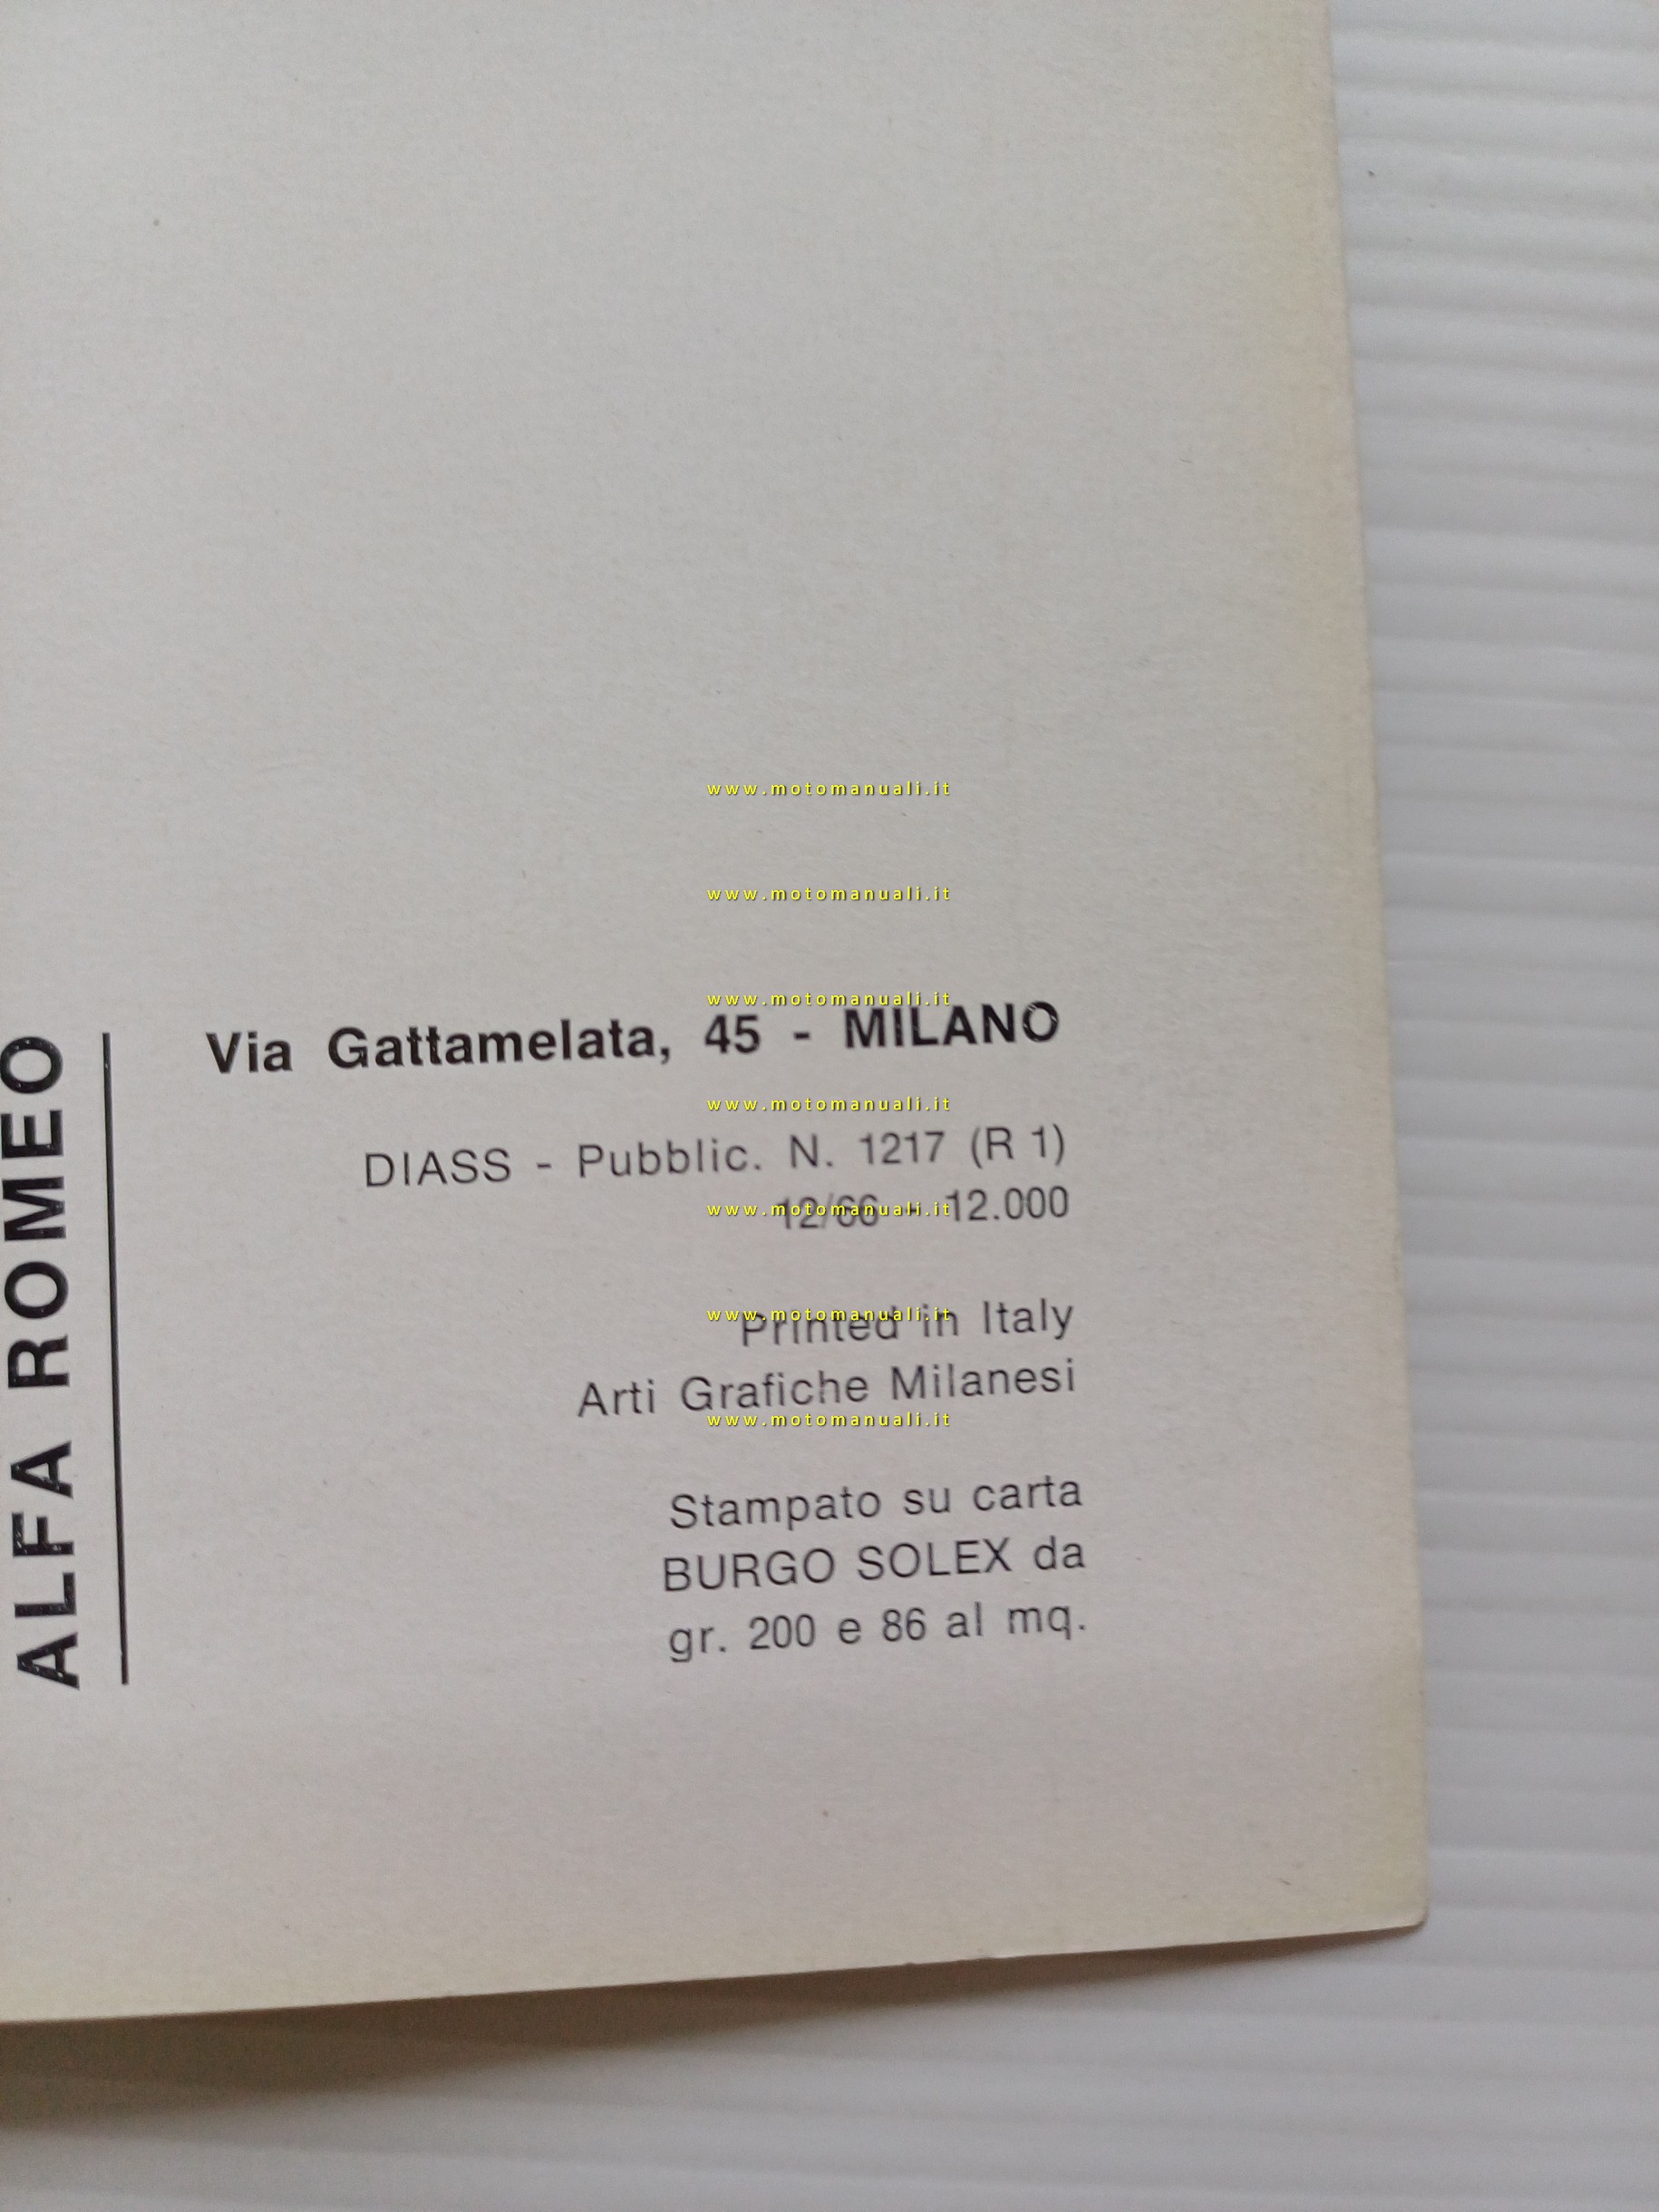 www.motomanuali.it
www.motomanuali.it
www.motomanuali.it
Via Gattamelata, 45 - MILANO
www.motomanuali.it
DIASS - Pubblic. N. 1217 (R 1)
www.motomanuali.it
12/66 - 12.000
www.motomanuali.it
Printed in Italy
Arti Grafiche Milanesi
www.motomanuali.it
Stampato su carta
BURGO SOLEX da
gr. 200 e 86 al mq.
ALFA ROMEO